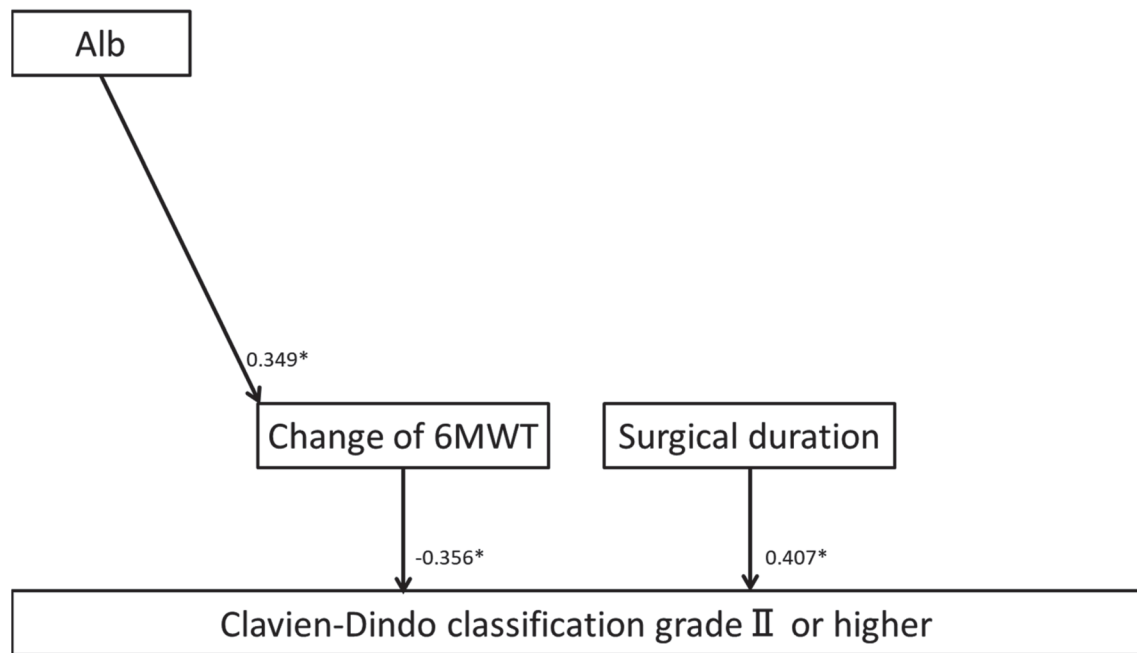 Alb
0.349*
Change of 6MWT
Surgical duration
-0.356*
0.407*
Clavien-Dindo classification grade Ⅱ or higher